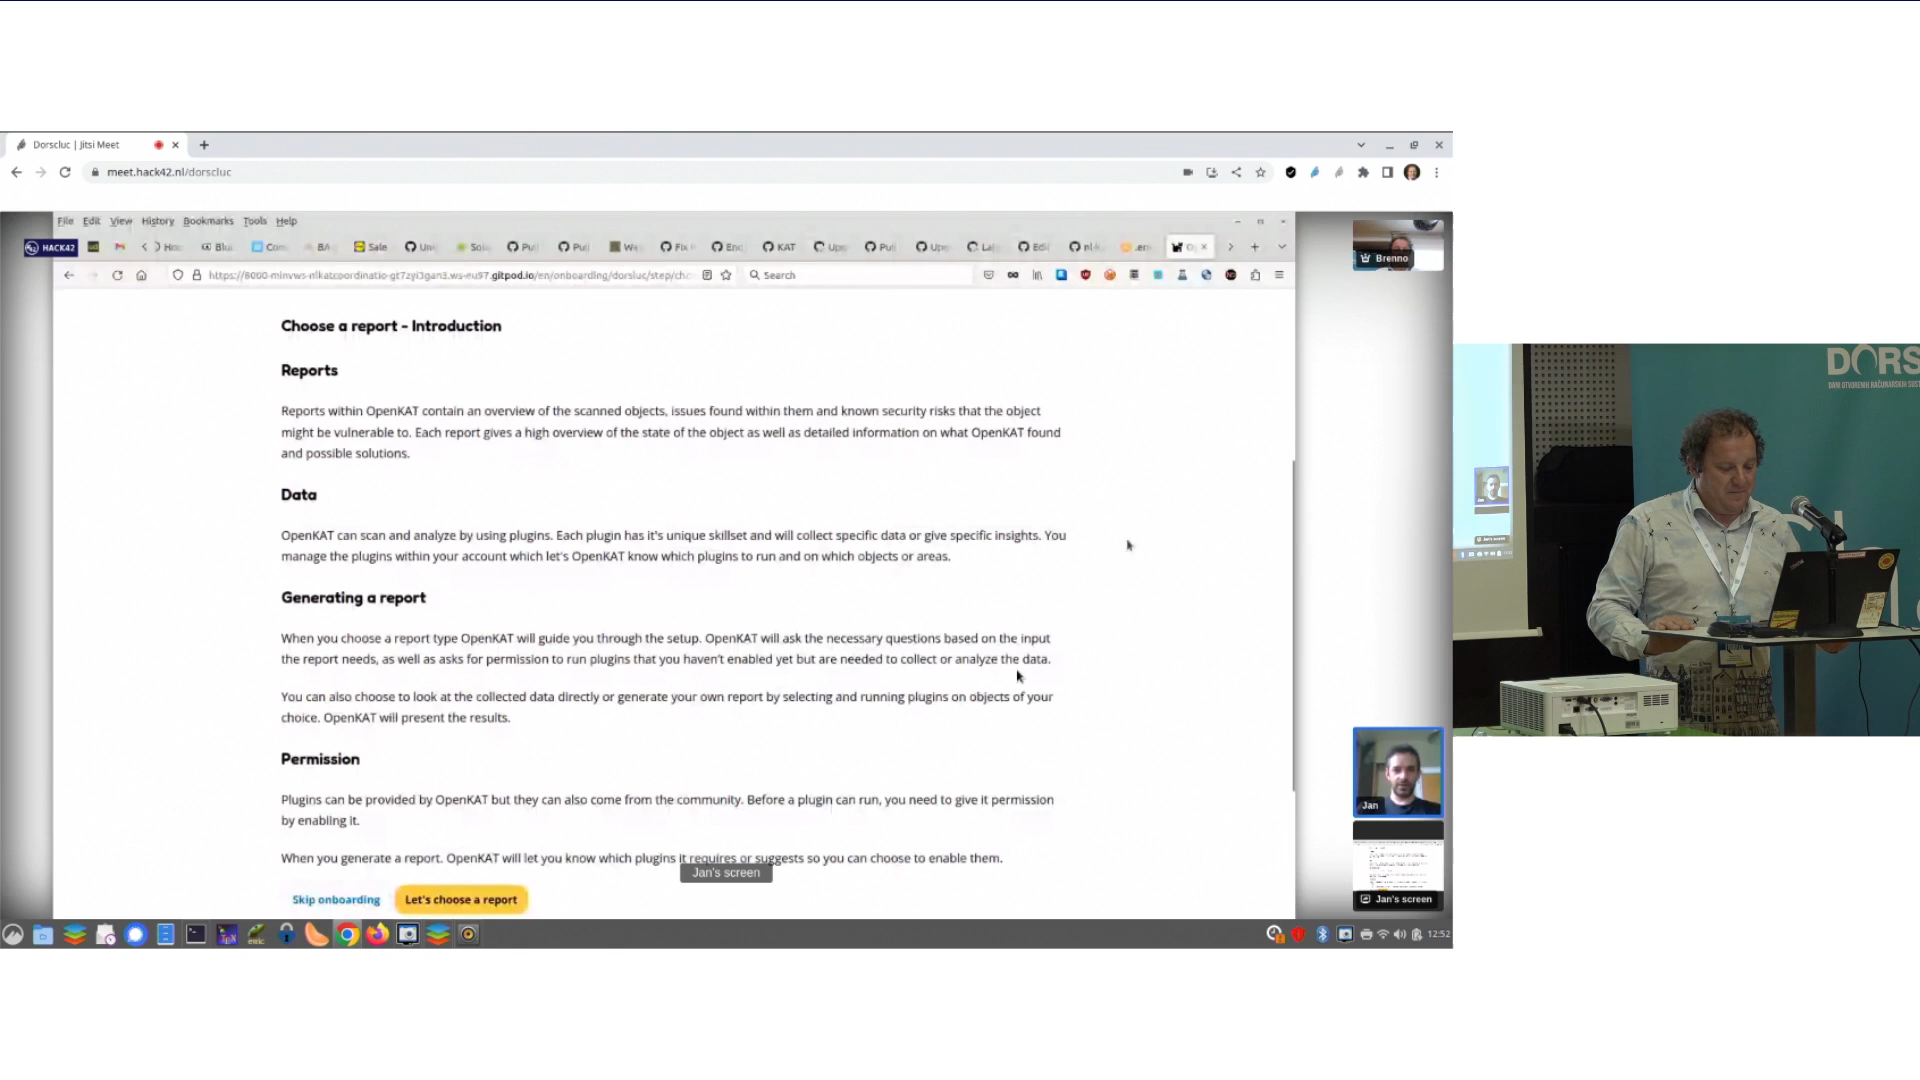 Dorscluc | Jitsi Meet
meet.hack42.nl/dorscluc
File Edit View History Bookmarks Tools Help
HACK42
Sale
KAT
Search
Choose a report - Introduction
Reports
Reports within OpenKAT contain an overview of the scanned objects, issues found within them and known security risks that the object
might be vulnerable to. Each report gives a high overview of the state of the object as well as detailed information on what OpenKAT found
and possible solutions.
Data
OpenKAT can scan and analyze by using plugins. Each plugin has it's unique skillset and will collect specific data or give specific insights. You
manage the plugins within your account which let's OpenKAT know which plugins to run and on which objects or areas.
Generating a report
When you choose a report type OpenKAT will guide you through the setup. OpenKAT will ask the necessary questions based on the input
the report needs, as well as asks for permission to run plugins that you haven't enabled yet but are needed to collect or analyze the data.
You can also choose to look at the collected data directly or generate your own report by selecting and running plugins on objects of your
choice. OpenKAT will present the results.
Permission
Plugins can be provided by OpenKAT but they can also come from the community. Before a plugin can run, you need to give it permission
by enabling it.
When you generate a report. OpenKAT will let you know which plugins it requires or suggests so you can choose to enable them.
Jan's screen
Skip onboarding
Let's choose a report
Brenno
Jan
Jan's screen
12:52
DORS
DANI OTVORENIH RAČUNARSKIH